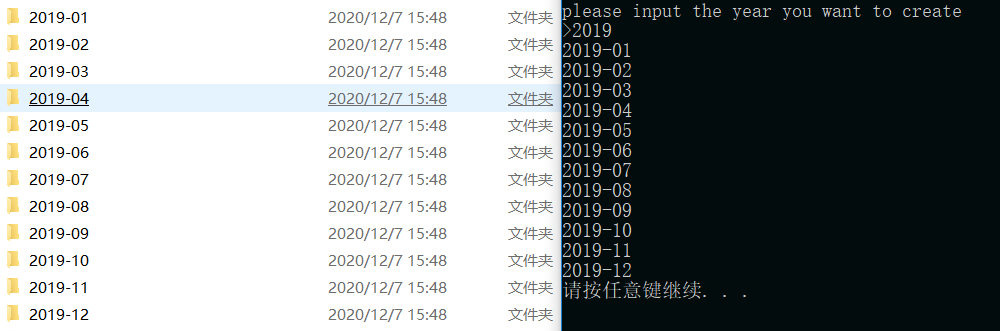 2019-01 2020/12/7 15:48 文件夹
2019-02 2020/12/7 15:48 文件夹
2019-03 2020/12/7 15:48 文件夹
2019-04 2020/12/7 15:48 文件夹
2019-05 2020/12/7 15:48 文件夹
2019-06 2020/12/7 15:48 文件夹
2019-07 2020/12/7 15:48 文件夹
2019-08 2020/12/7 15:48 文件夹
2019-09 2020/12/7 15:48 文件夹
2019-10 2020/12/7 15:48 文件夹
2019-11 2020/12/7 15:48 文件夹
2019-12 2020/12/7 15:48 文件夹
please input the year you want to create
>2019
2019-01
2019-02
2019-03
2019-04
2019-05
2019-06
2019-07
2019-08
2019-09
2019-10
2019-11
2019-12
请按任意键继续. . .